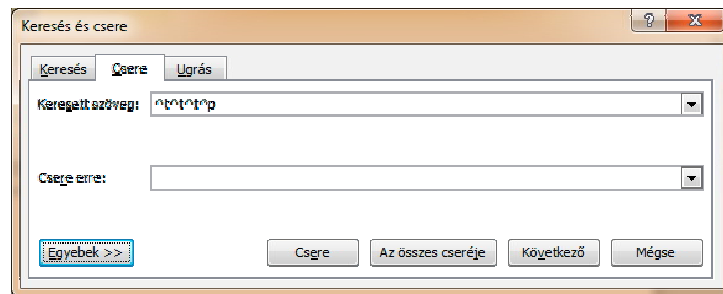 Keresés és csere
Keresés Csere Ugrás
Keresett szöveg: ^t^t^t^p
Csere erre:
Egyebek >> Csere Az összes cseréje Következő Mégse